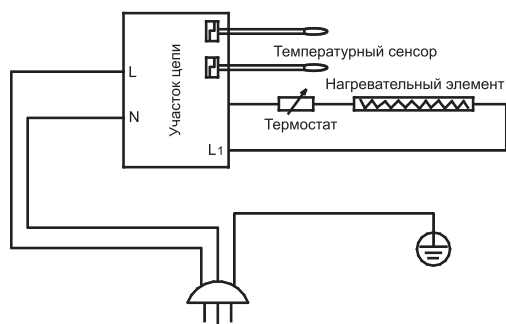 Температурный сенсор
L
Участок цепи
Нагревательный элемент
N
Термостат
L1